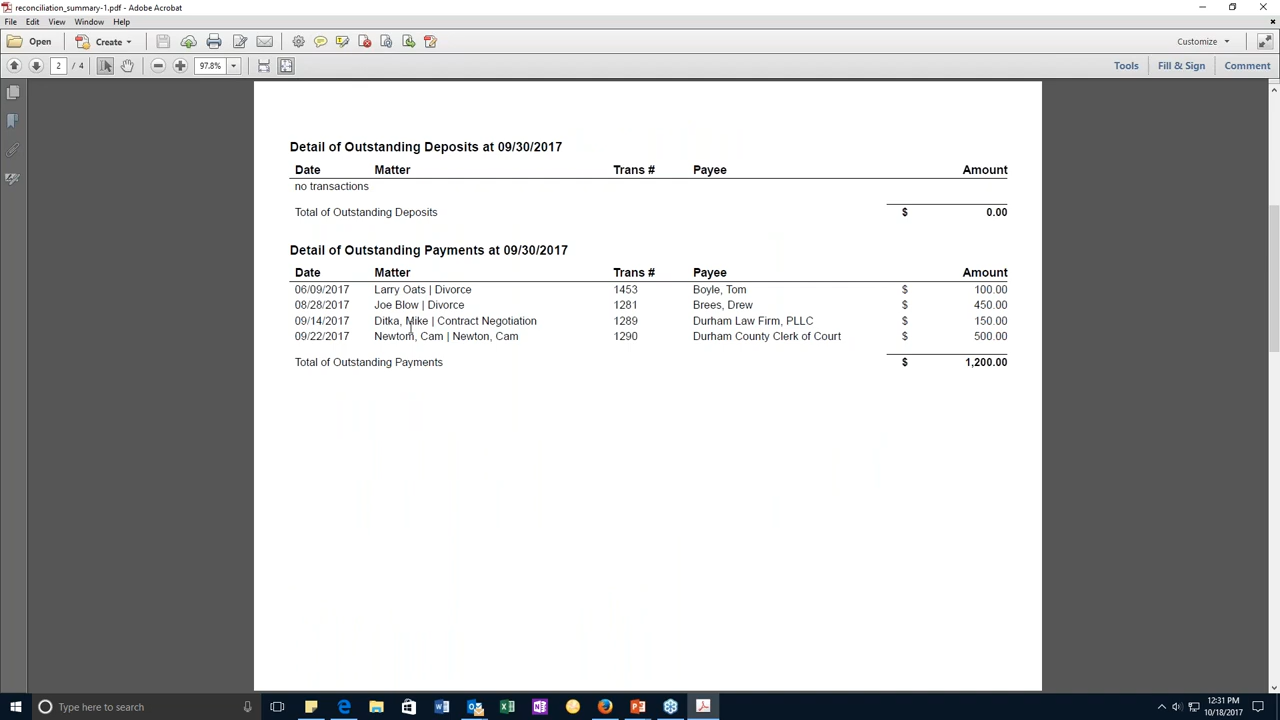 reconciliation_summary-1.pdf - Adobe Acrobat
File Edit View Window Help
Open Create Customize
2 / 4 97.8% Tools Fill & Sign Comment
Detail of Outstanding Deposits at 09/30/2017
Date Matter Trans # Payee Amount
no transactions
Total of Outstanding Deposits $ 0.00
Detail of Outstanding Payments at 09/30/2017
Date Matter Trans # Payee Amount
06/09/2017 Larry Oats | Divorce 1453 Boyle, Tom $ 100.00
08/28/2017 Joe Blow | Divorce 1281 Brees, Drew $ 450.00
09/14/2017 Ditka, Mike | Contract Negotiation 1289 Durham Law Firm, PLLC $ 150.00
09/22/2017 Newtom, Cam | Newton, Cam 1290 Durham County Clerk of Court $ 500.00
Total of Outstanding Payments $ 1,200.00
Type here to search
12:31 PM
10/18/2017